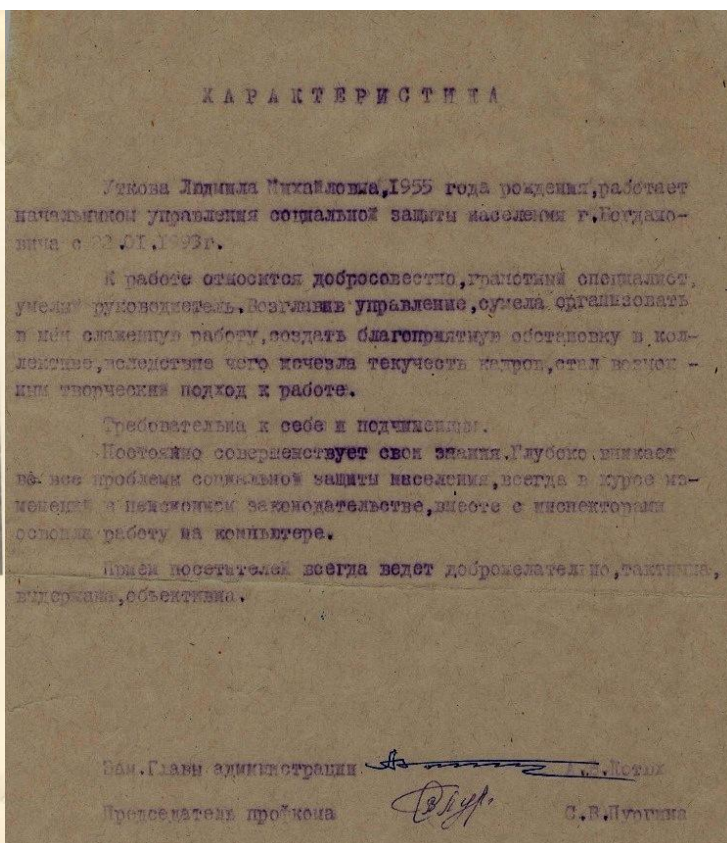 ХАРАКТЕРИСТИКА
Уткова Людмила Михайловна,1955 года рождения,работает
начальником управления социальной защиты населения г.Богдано-
вича с 22.01.1993г.
К работе относится добросовестно,грамотный специалист,
умелый руководитель.Возглавив управление,сумела организовать
в нем слаженную работу,создать благоприятную обстановку в кол-
лективе,вследствие чего исчезла текучесть кадров,стал возмож -
ным творческий подход к работе.
Требовательна к себе и подчиненным.
Постоянно совершенствует свои знания.Глубоко вникает
во все проблемы социальной защиты населения,всегда в курсе из-
менений в пенсионном законодательстве,вместе с инспекторами
освоила работу на компьютере.
Прием посетителей всегда ведет доброжелательно,тактична,
выдержана,объективна.
Зам.Главы администрации
Председатель профкома С.В.Пургина